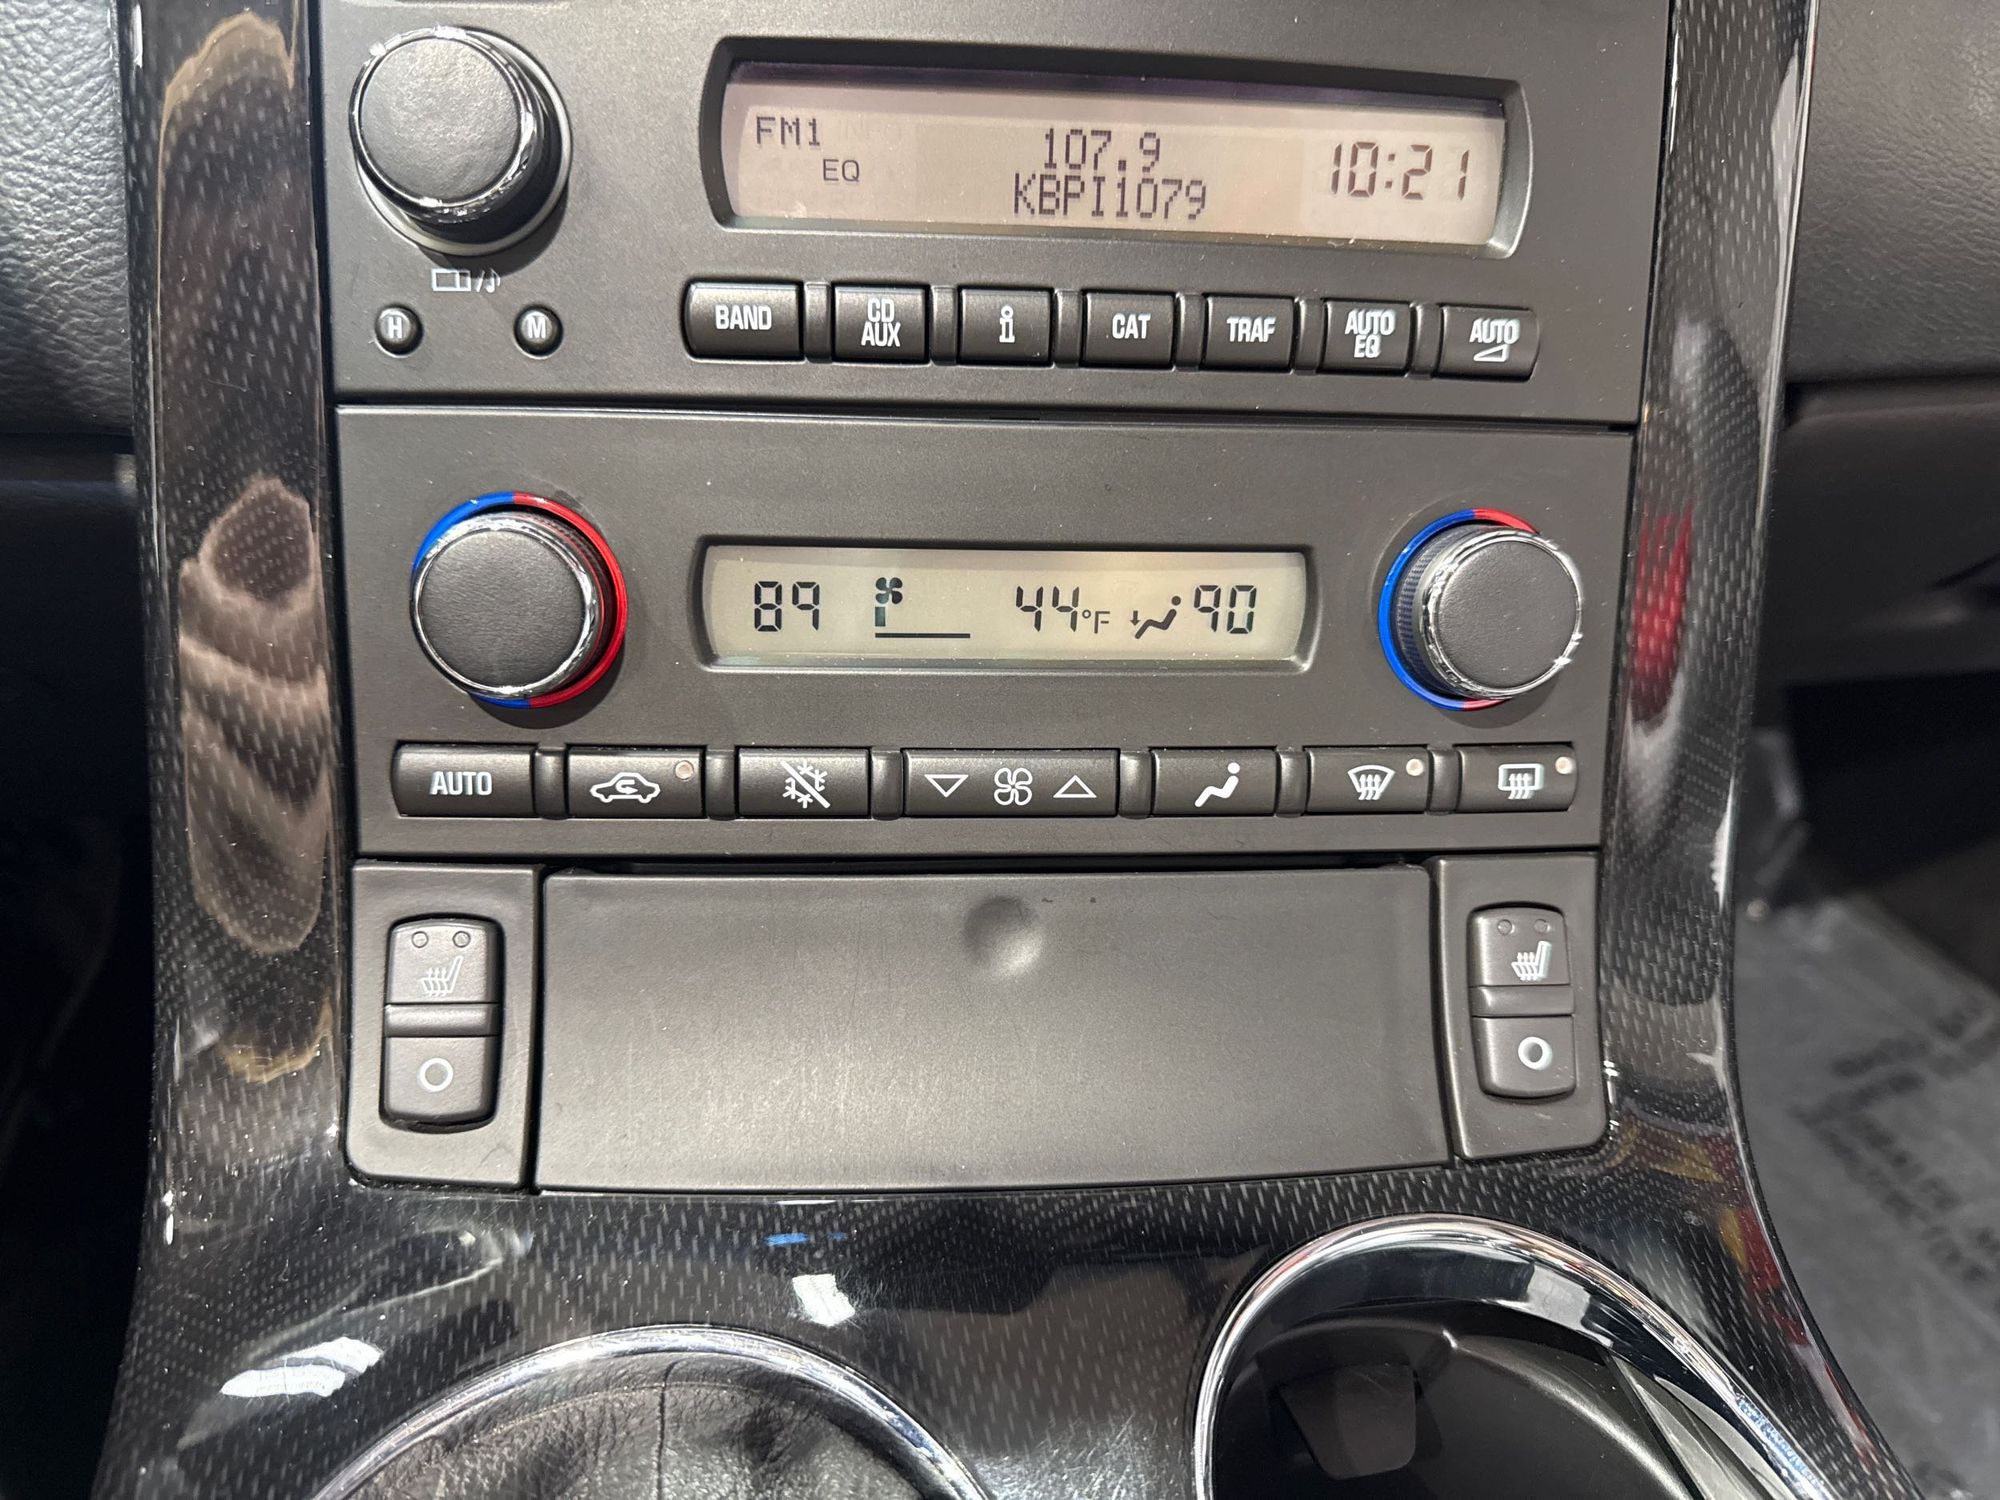 FM1 107.9 10:21
EQ KBPI1079
H M
BAND CD AUX i CAT TRAF AUTO EQ AUTO
89 44°F 90
AUTO